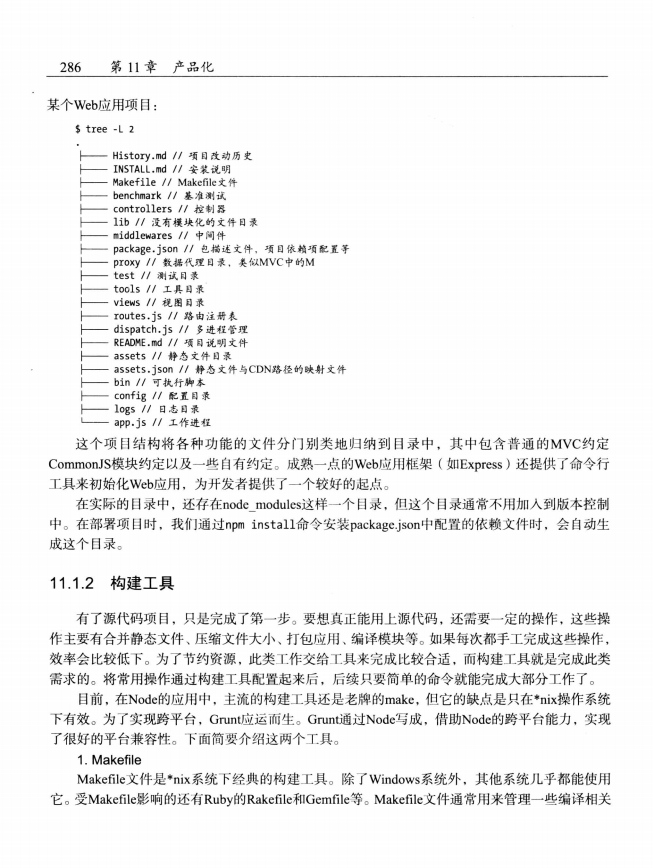 286 第 11 章 产品化
某个Web应用项目：
$ tree -L 2
.
├── History.md // 项目改动历史
├── INSTALL.md // 安装说明
├── Makefile // Makefile文件
├── benchmark // 基准测试
├── controllers // 控制器
├── lib // 没有模块化的文件目录
├── middlewares // 中间件
├── package.json // 包描述文件、项目依赖项配置等
├── proxy // 数据代理目录、类似MVC中的M
├── test // 测试目录
├── tools // 工具目录
├── views // 视图目录
├── routes.js // 路由注册表
├── dispatch.js // 多进程管理
├── README.md // 项目说明文件
├── assets // 静态文件目录
├── assets.json // 静态文件与CDN路径的映射文件
├── bin // 可执行脚本
├── config // 配置目录
├── logs // 日志目录
└── app.js // 工作进程
这个项目结构将各种功能的文件分门别类地归纳到目录中，其中包含普通的MVC约定
CommonJS模块约定以及一些自有约定。成熟一点的Web应用框架（如Express）还提供了命令行
工具来初始化Web应用，为开发者提供了一个较好的起点。
在实际的目录中，还存在node_modules这样一个目录，但这个目录通常不用加入到版本控制
中。在部署项目时，我们通过npm install命令安装package.json中配置的依赖文件时，会自动生
成这个目录。
11.1.2 构建工具
有了源代码项目，只是完成了第一步。要想真正能用上源代码，还需要一定的操作，这些操
作主要有合并静态文件、压缩文件大小、打包应用、编译模块等。如果每次都手工完成这些操作，
效率会比较低下。为了节约资源，此类工作交给工具来完成比较合适，而构建工具就是完成此类
需求的。将常用操作通过构建工具配置起来后，后续只要简单的命令就能完成大部分工作了。
目前，在Node的应用中，主流的构建工具还是老牌的make，但它的缺点是只在*nix操作系统
下有效。为了实现跨平台，Grunt应运而生。Grunt通过Node写成，借助Node的跨平台能力，实现
了很好的平台兼容性。下面简要介绍这两个工具。
1. Makefile
Makefile文件是*nix系统下经典的构建工具。除了Windows系统外，其他系统几乎都能使用
它。受Makefile影响的还有Ruby的Rakefile和Gemfile等。Makefile文件通常用来管理一些编译相关